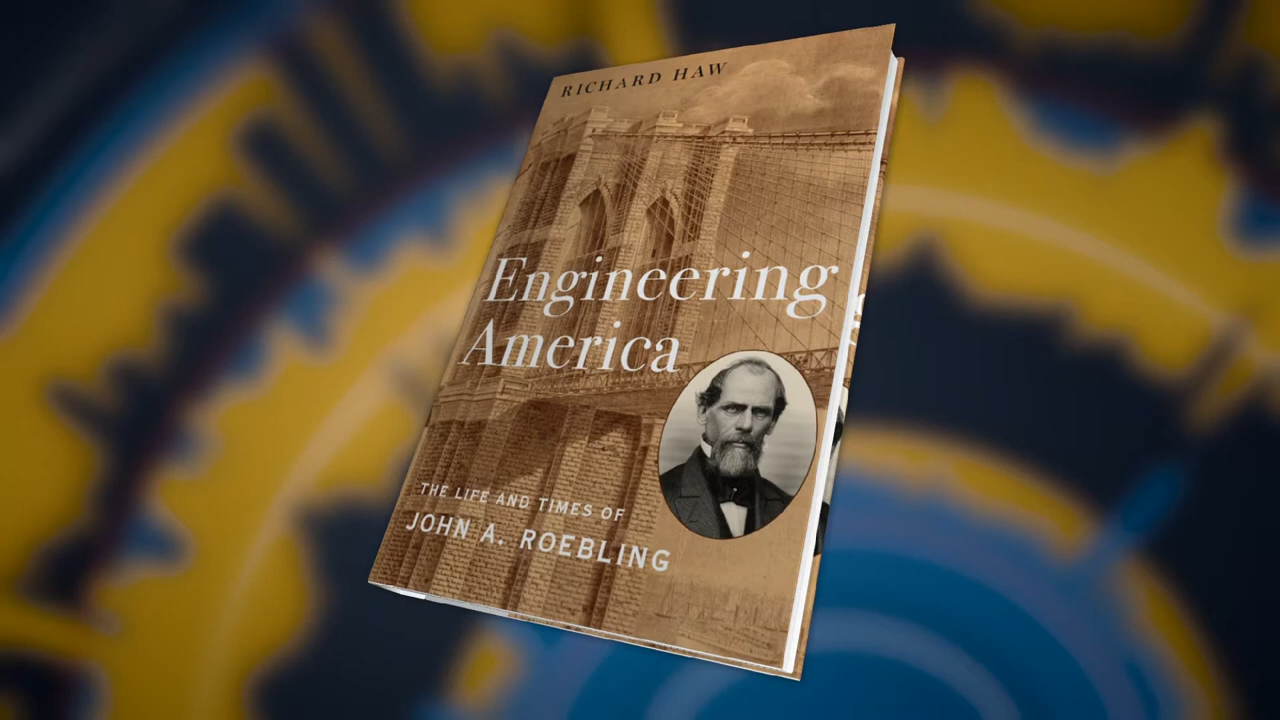 RICHARD HAW
Engineering
America
THE LIFE AND TIMES OF
JOHN A. ROEBLING